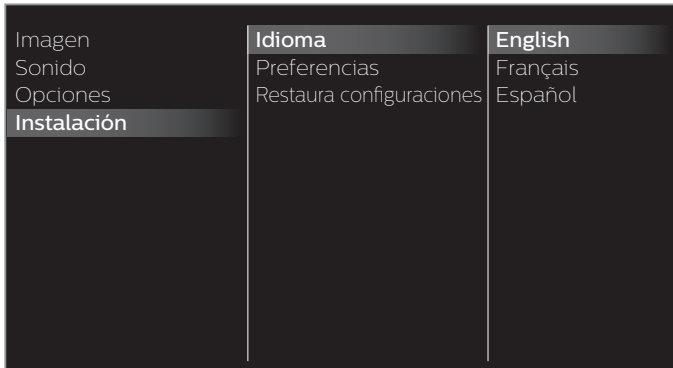 Imagen
Sonido
Opciones
Instalación
Idioma
Preferencias
Restaura configuraciones
English
Français
Español